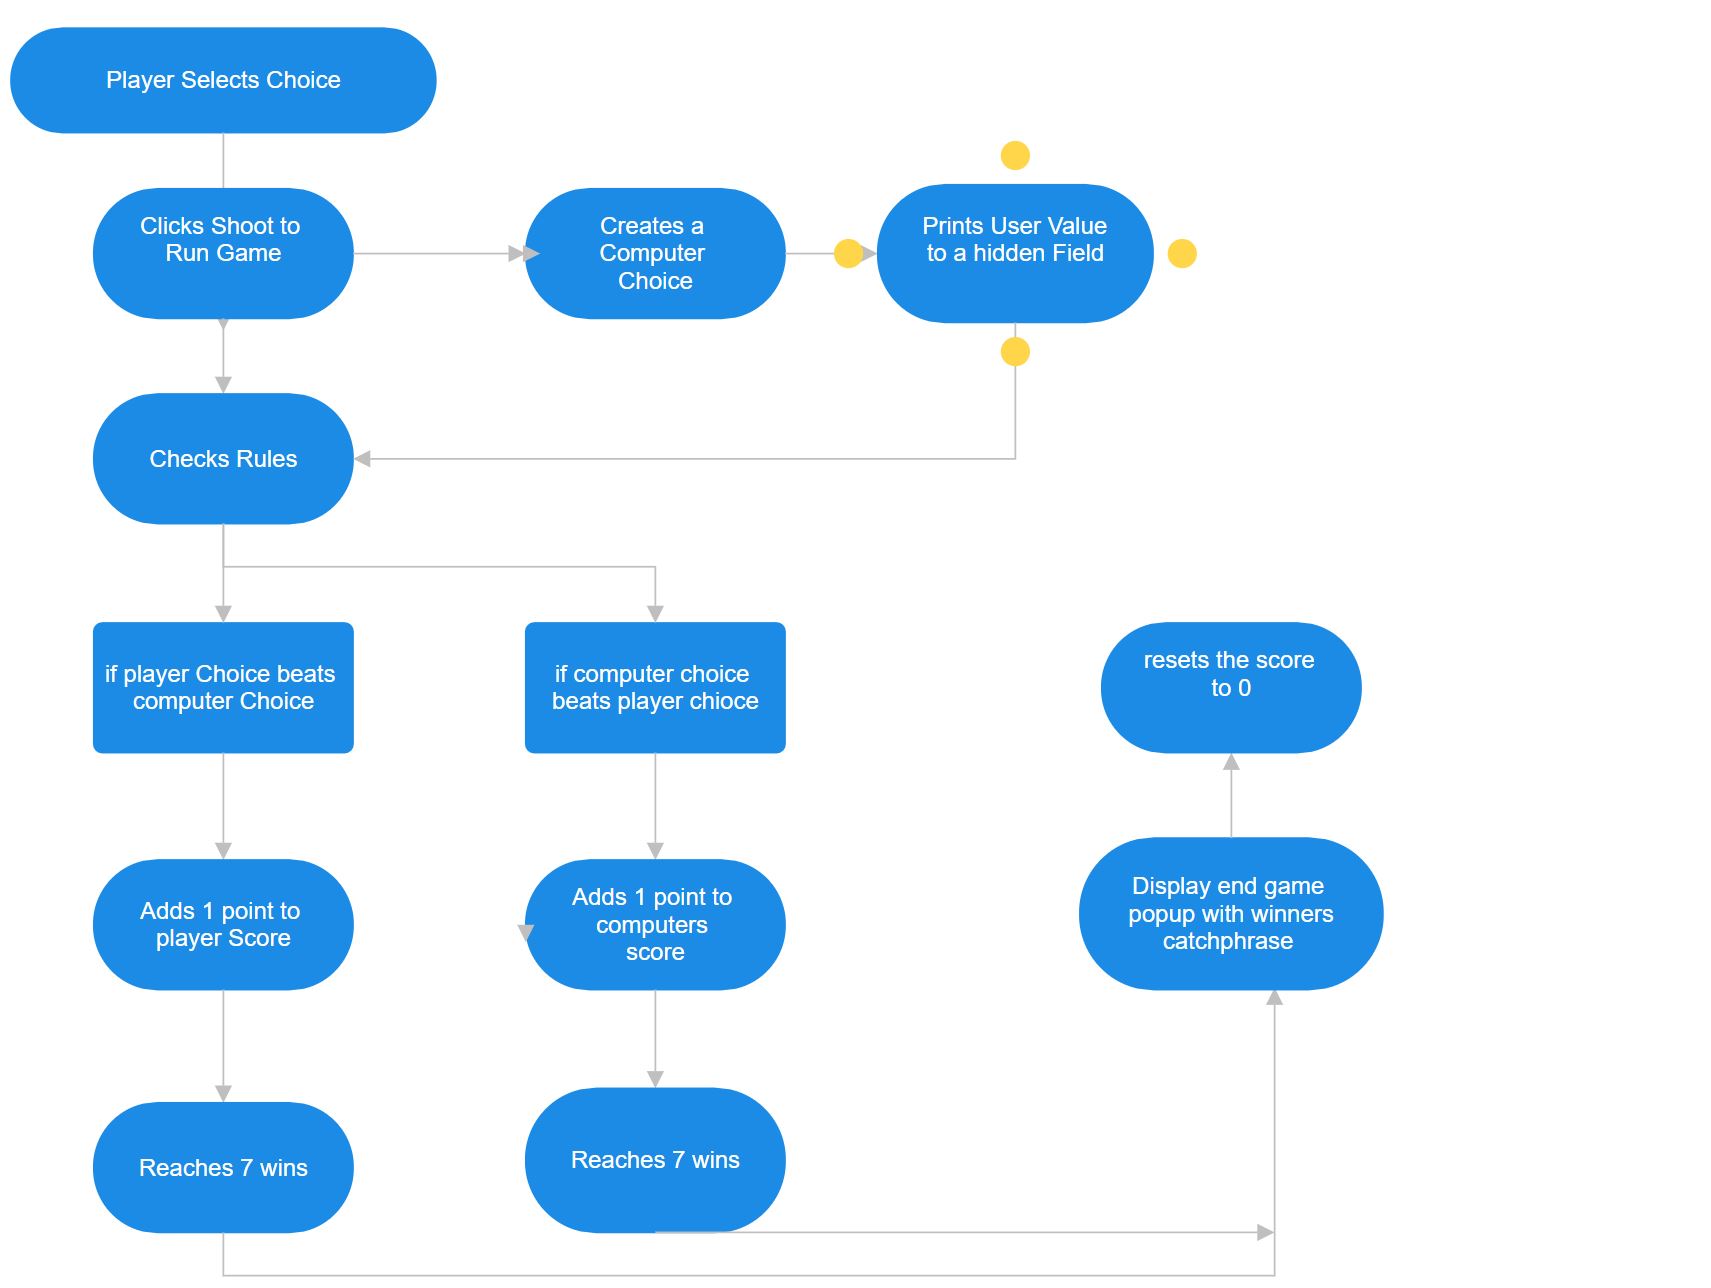 Player Selects Choice
Clicks Shoot to
Run Game
Creates a
Computer
Choice
Prints User Value
to a hidden Field
Checks Rules
if player Choice beats
computer Choice
if computer choice
beats player chioce
resets the score
to 0
Adds 1 point to
player Score
Adds 1 point to
computers
score
Display end game
popup with winners
catchphrase
Reaches 7 wins
Reaches 7 wins